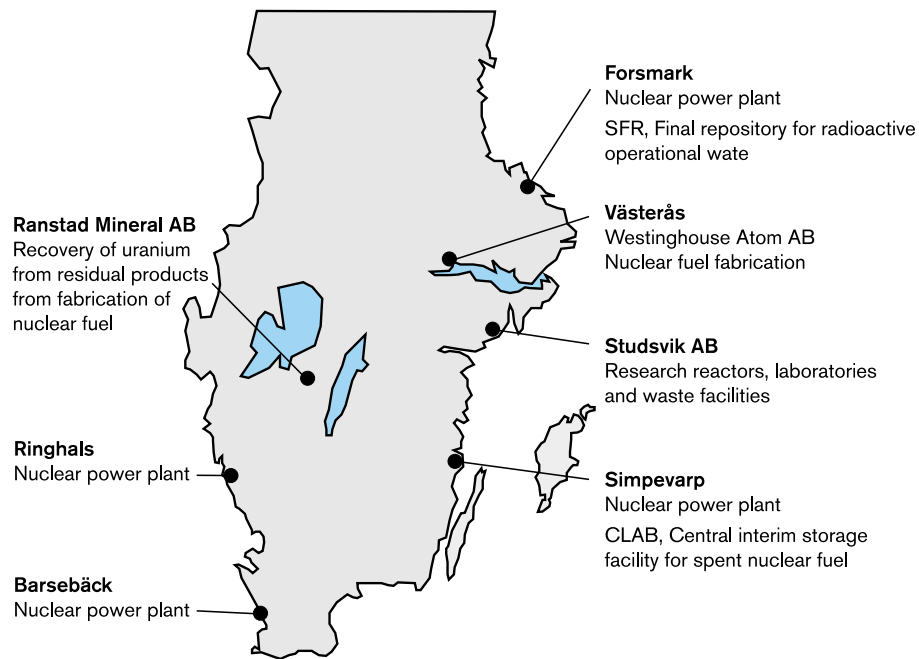 Forsmark
Nuclear power plant
SFR, Final repository for radioactive
operational wate
Västerås
Westinghouse Atom AB
Nuclear fuel fabrication
Studsvik AB
Research reactors, laboratories
and waste facilities
Simpevarp
Nuclear power plant
CLAB, Central interim storage
facility for spent nuclear fuel
Ranstad Mineral AB
Recovery of uranium
from residual products
from fabrication of
nuclear fuel
Ringhals
Nuclear power plant
Barsebäck
Nuclear power plant